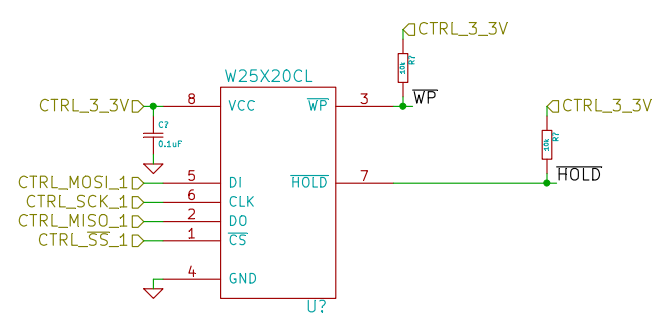 CTRL_3_3V
W25X20CL
10k
R?
CTRL_3_3V 8 VCC WP 3 WP CTRL_3_3V
C?
0.1uF
10k
R?
HOLD
CTRL_MOSI_1 5 DI HOLD 7
CTRL_SCK_1 6 CLK
CTRL_MISO_1 2 DO
CTRL_SS_1 1 CS
4 GND
U?